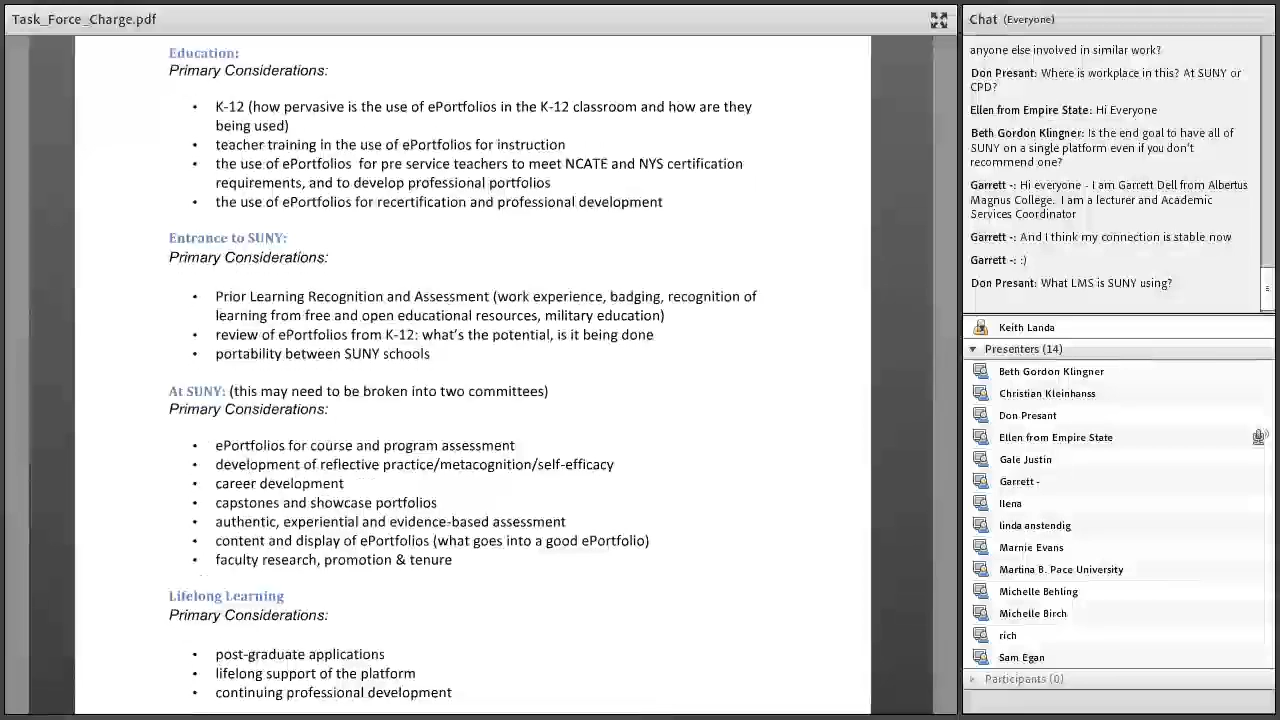 Task_Force_Charge.pdf
Education:
Primary Considerations:
• K-12 (how pervasive is the use of ePortfolios in the K-12 classroom and how are they
being used)
• teacher training in the use of ePortfolios for instruction
• the use of ePortfolios for pre service teachers to meet NCATE and NYS certification
requirements, and to develop professional portfolios
• the use of ePortfolios for recertification and professional development
Entrance to SUNY:
Primary Considerations:
• Prior Learning Recognition and Assessment (work experience, badging, recognition of
learning from free and open educational resources, military education)
• review of ePortfolios from K-12: what's the potential, is it being done
• portability between SUNY schools
At SUNY: (this may need to be broken into two committees)
Primary Considerations:
• ePortfolios for course and program assessment
• development of reflective practice/metacognition/self-efficacy
• career development
• capstones and showcase portfolios
• authentic, experiential and evidence-based assessment
• content and display of ePortfolios (what goes into a good ePortfolio)
• faculty research, promotion & tenure
Lifelong Learning
Primary Considerations:
• post-graduate applications
• lifelong support of the platform
• continuing professional development
Chat (Everyone)
anyone else involved in similar work?
Don Presant: Where is workplace in this? At SUNY or
CPD?
Ellen from Empire State: Hi Everyone
Beth Gordon Klingner: Is the end goal to have all of
SUNY on a single platform even if you don't
recommend one?
Garrett -: Hi everyone - I am Garrett Dell from Albertus
Magnus College. I am a lecturer and Academic
Services Coordinator
Garrett -: And I think my connection is stable now
Garrett -: :)
Don Presant: What LMS is SUNY using?
Keith Landa
Presenters (14)
Beth Gordon Klingner
Christian Kleinhanss
Don Presant
Ellen from Empire State
Gale Justin
Garrett -
Ilena
linda anstendig
Marnie Evans
Martina B. Pace University
Michelle Behling
Michelle Birch
rich
Sam Egan
Participants (0)